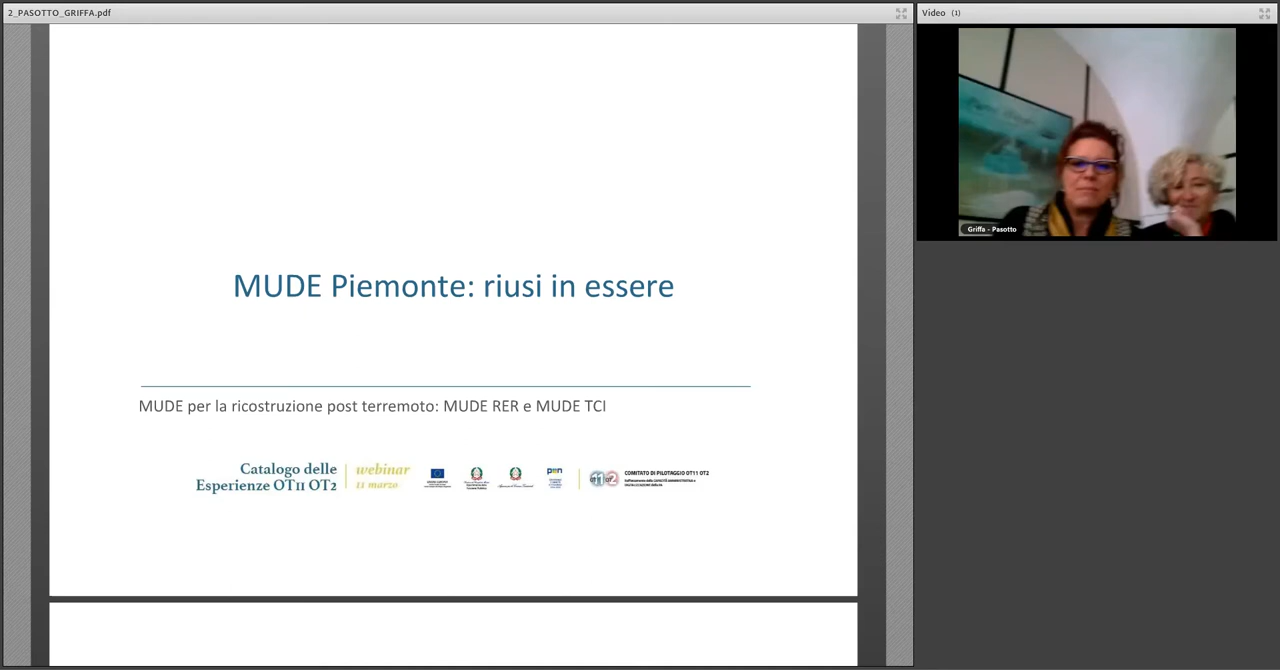 2_PASOTTO_GRIFFA.pdf
Video (1)
Griffa - Pasotto
MUDE Piemonte: riusi in essere
MUDE per la ricostruzione post terremoto: MUDE RER e MUDE TCI
Catalogo delle
Esperienze OT11 OT2
webinar
11 marzo
pon
COMITATO DI PILOTAGGIO OT11 OT2